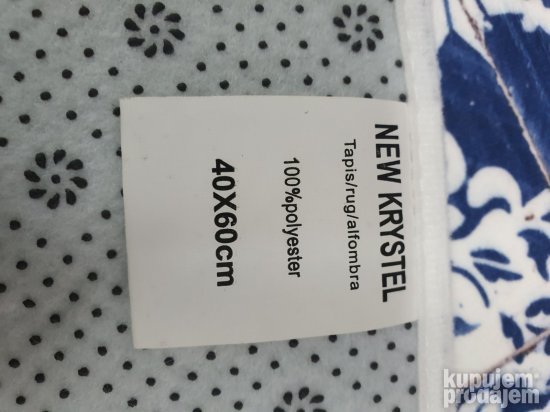 NEW KRYSTEL
Tapis/rug/alfombra
100%polyester
40X60cm
kupujem
prodajem